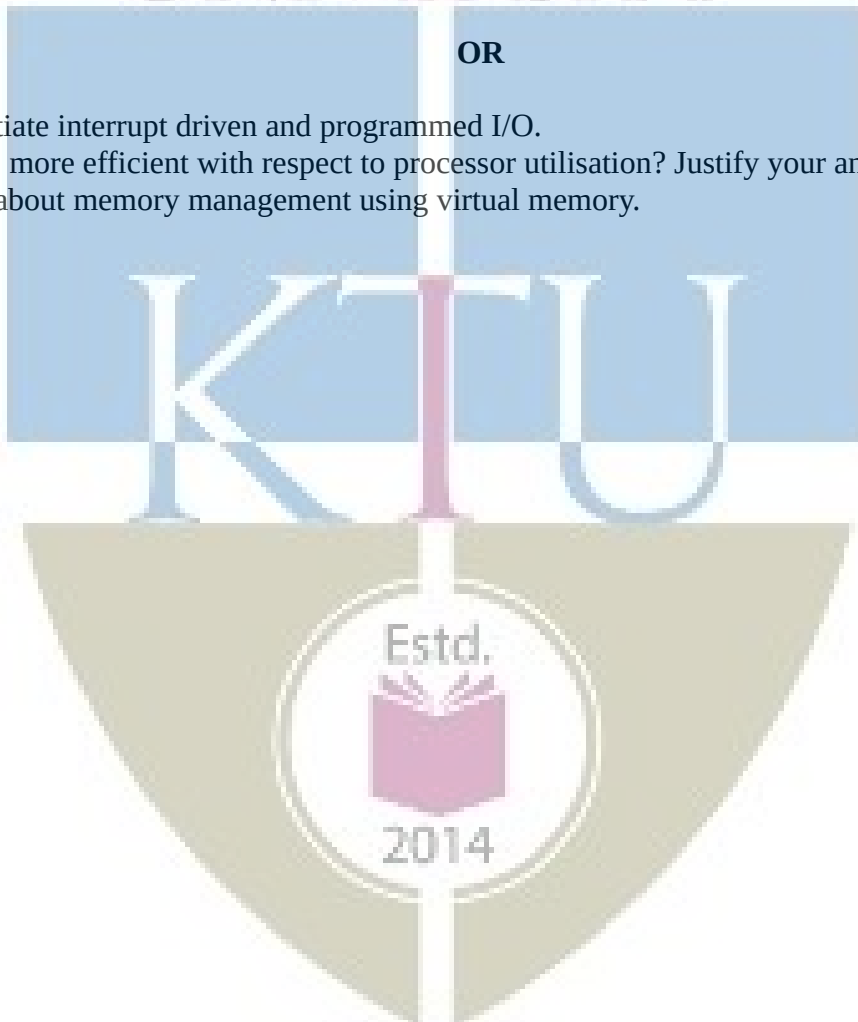 OR
tiate interrupt driven and programmed I/O.
more efficient with respect to processor utilisation? Justify your an
about memory management using virtual memory.
KTU
Estd.
2014